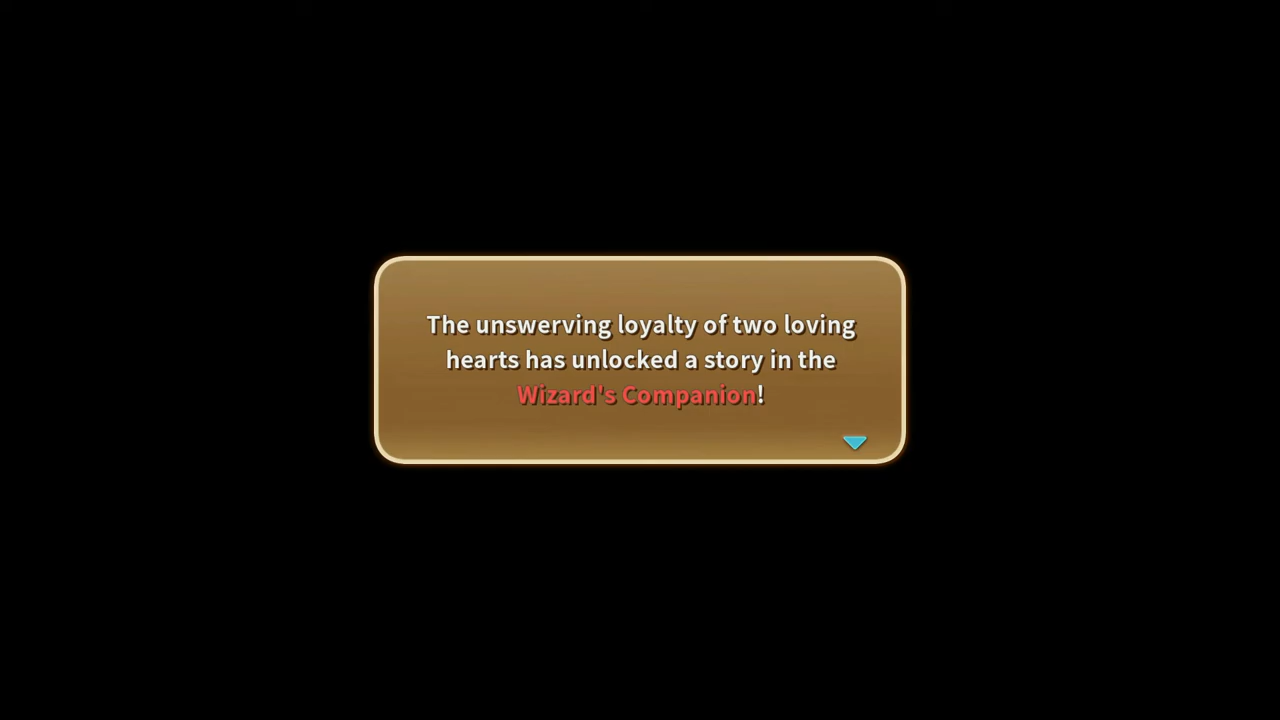 The unswerving loyalty of two loving
hearts has unlocked a story in the
Wizard's Companion!